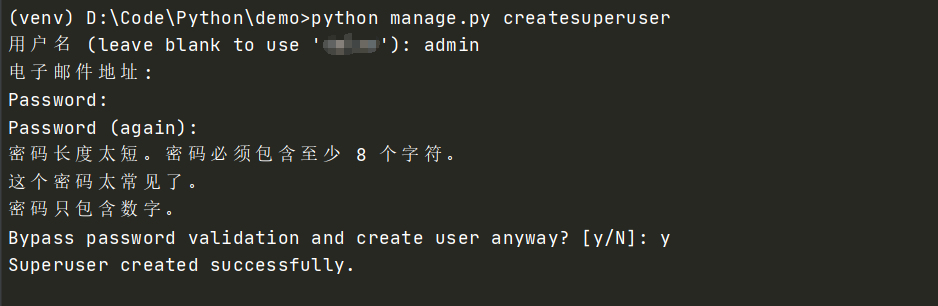 (venv) D:\Code\Python\demo>python manage.py createsuperuser
用户名 (leave blank to use ''): admin
电子邮件地址:
Password:
Password (again):
密码长度太短。密码必须包含至少 8 个字符。
这个密码太常见了。
密码只包含数字。
Bypass password validation and create user anyway? [y/N]: y
Superuser created successfully.